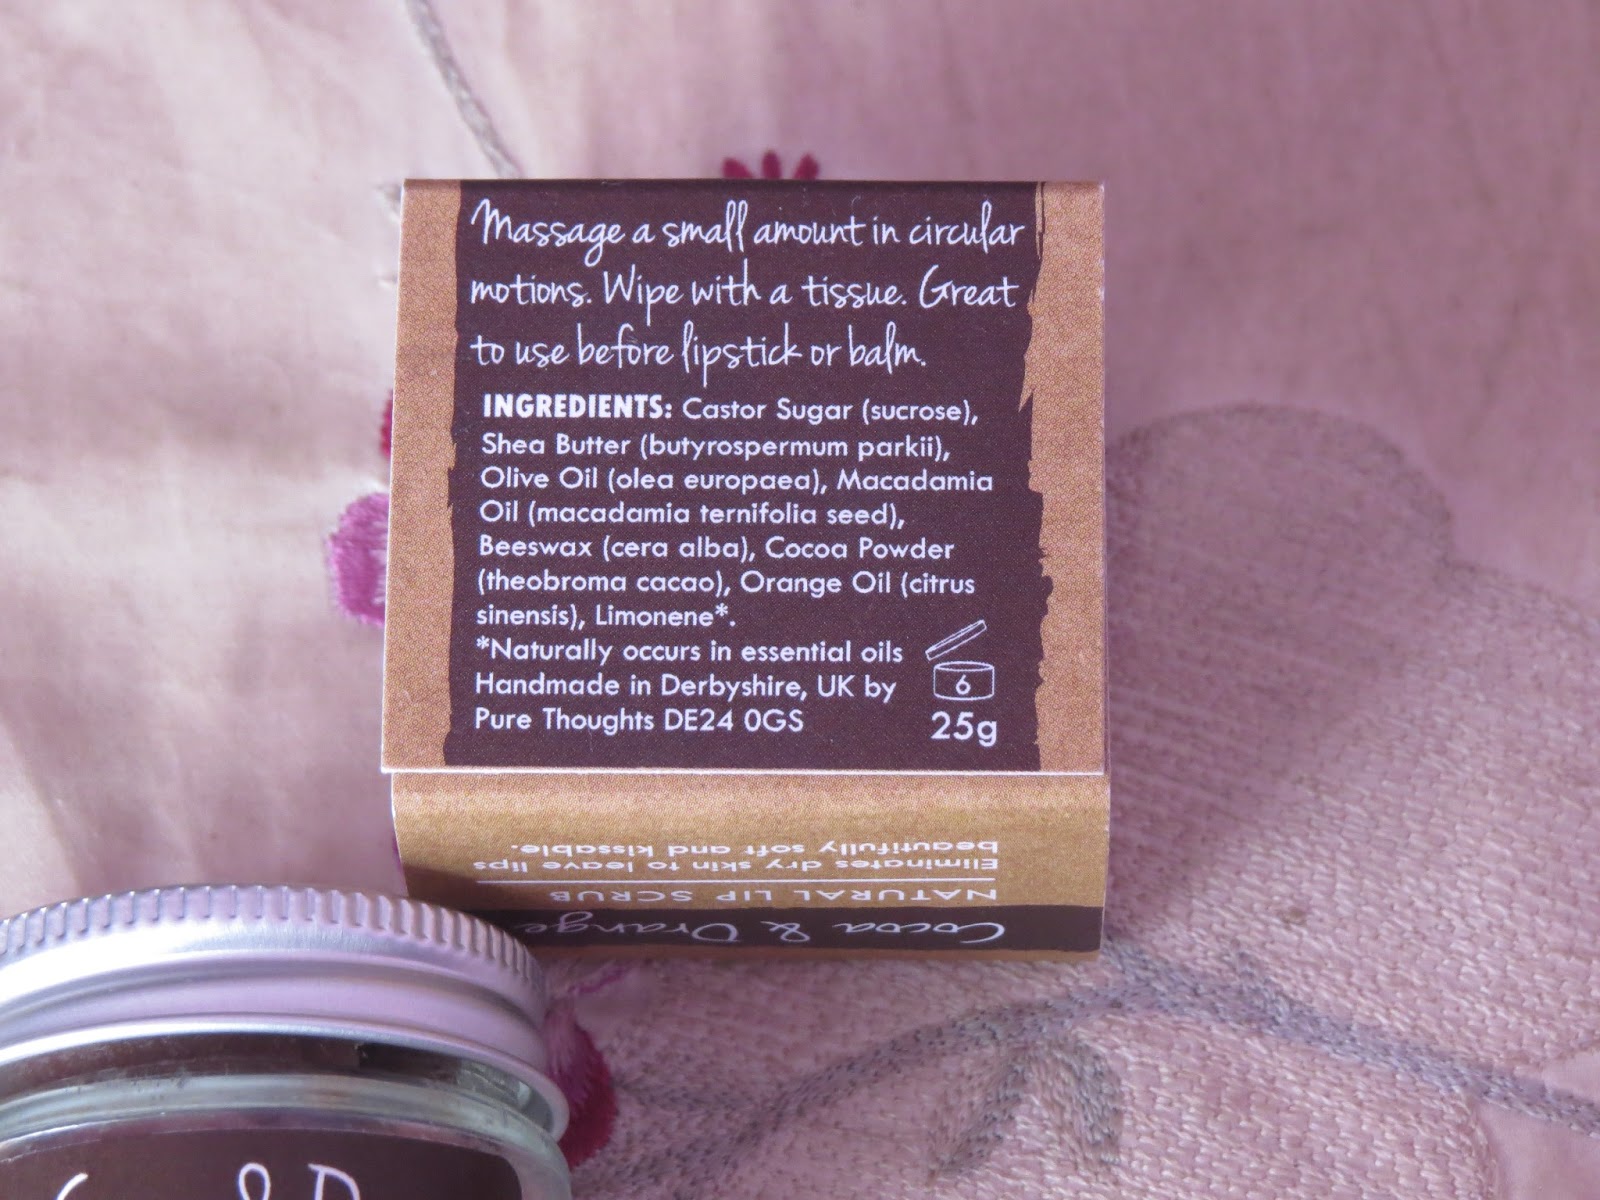 Massage a small amount in circular
motions. Wipe with a tissue. Great
to use before lipstick or balm.
INGREDIENTS: Castor Sugar (sucrose),
Shea Butter (butyrospermum parkii),
Olive Oil (olea europaea), Macadamia
Oil (macadamia ternifolia seed),
Beeswax (cera alba), Cocoa Powder
(theobroma cacao), Orange Oil (citrus
sinensis), Limonene*.
*Naturally occurs in essential oils
Handmade in Derbyshire, UK by
Pure Thoughts DE24 0GS
6
25g
Cocoa & Orange
NATURAL LIP SCRUB
Eliminates dry skin to leave lips
beautifully soft and kissable.